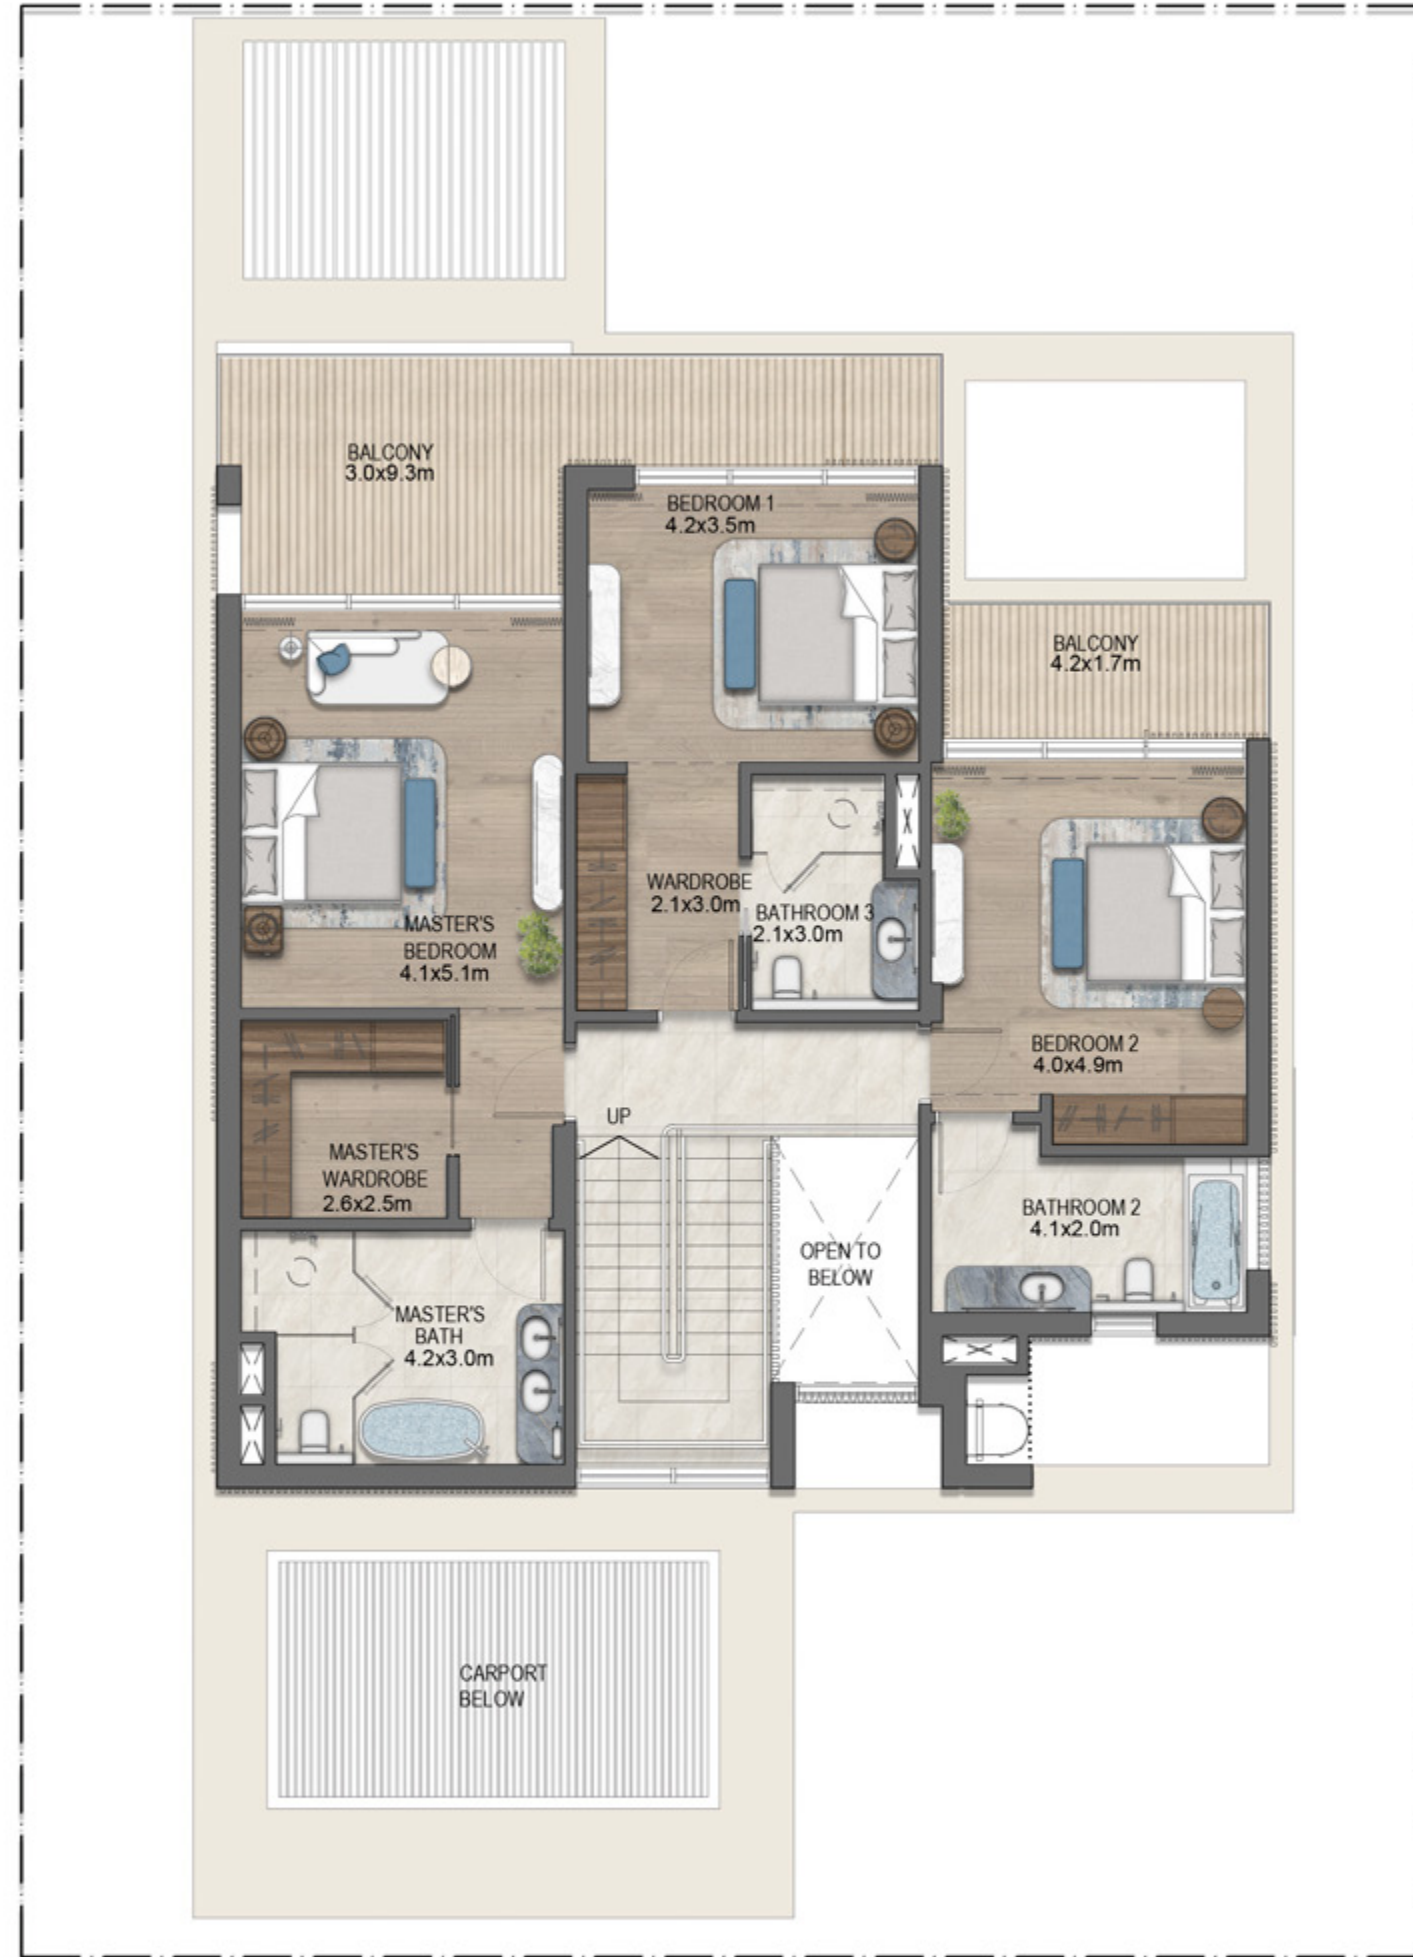 BALCONY
3.0x9.3m
BEDROOM 1
4.2x3.5m
BALCONY
4.2x1.7m
WARDROBE
2.1x3.0m
BATHROOM 3
2.1x3.0m
MASTER'S
BEDROOM
4.1x5.1m
BEDROOM 2
4.0x4.9m
UP
MASTER'S
WARDROBE
2.6x2.5m
BATHROOM 2
4.1x2.0m
OPEN TO
BELOW
MASTER'S
BATH
4.2x3.0m
CARPORT
BELOW